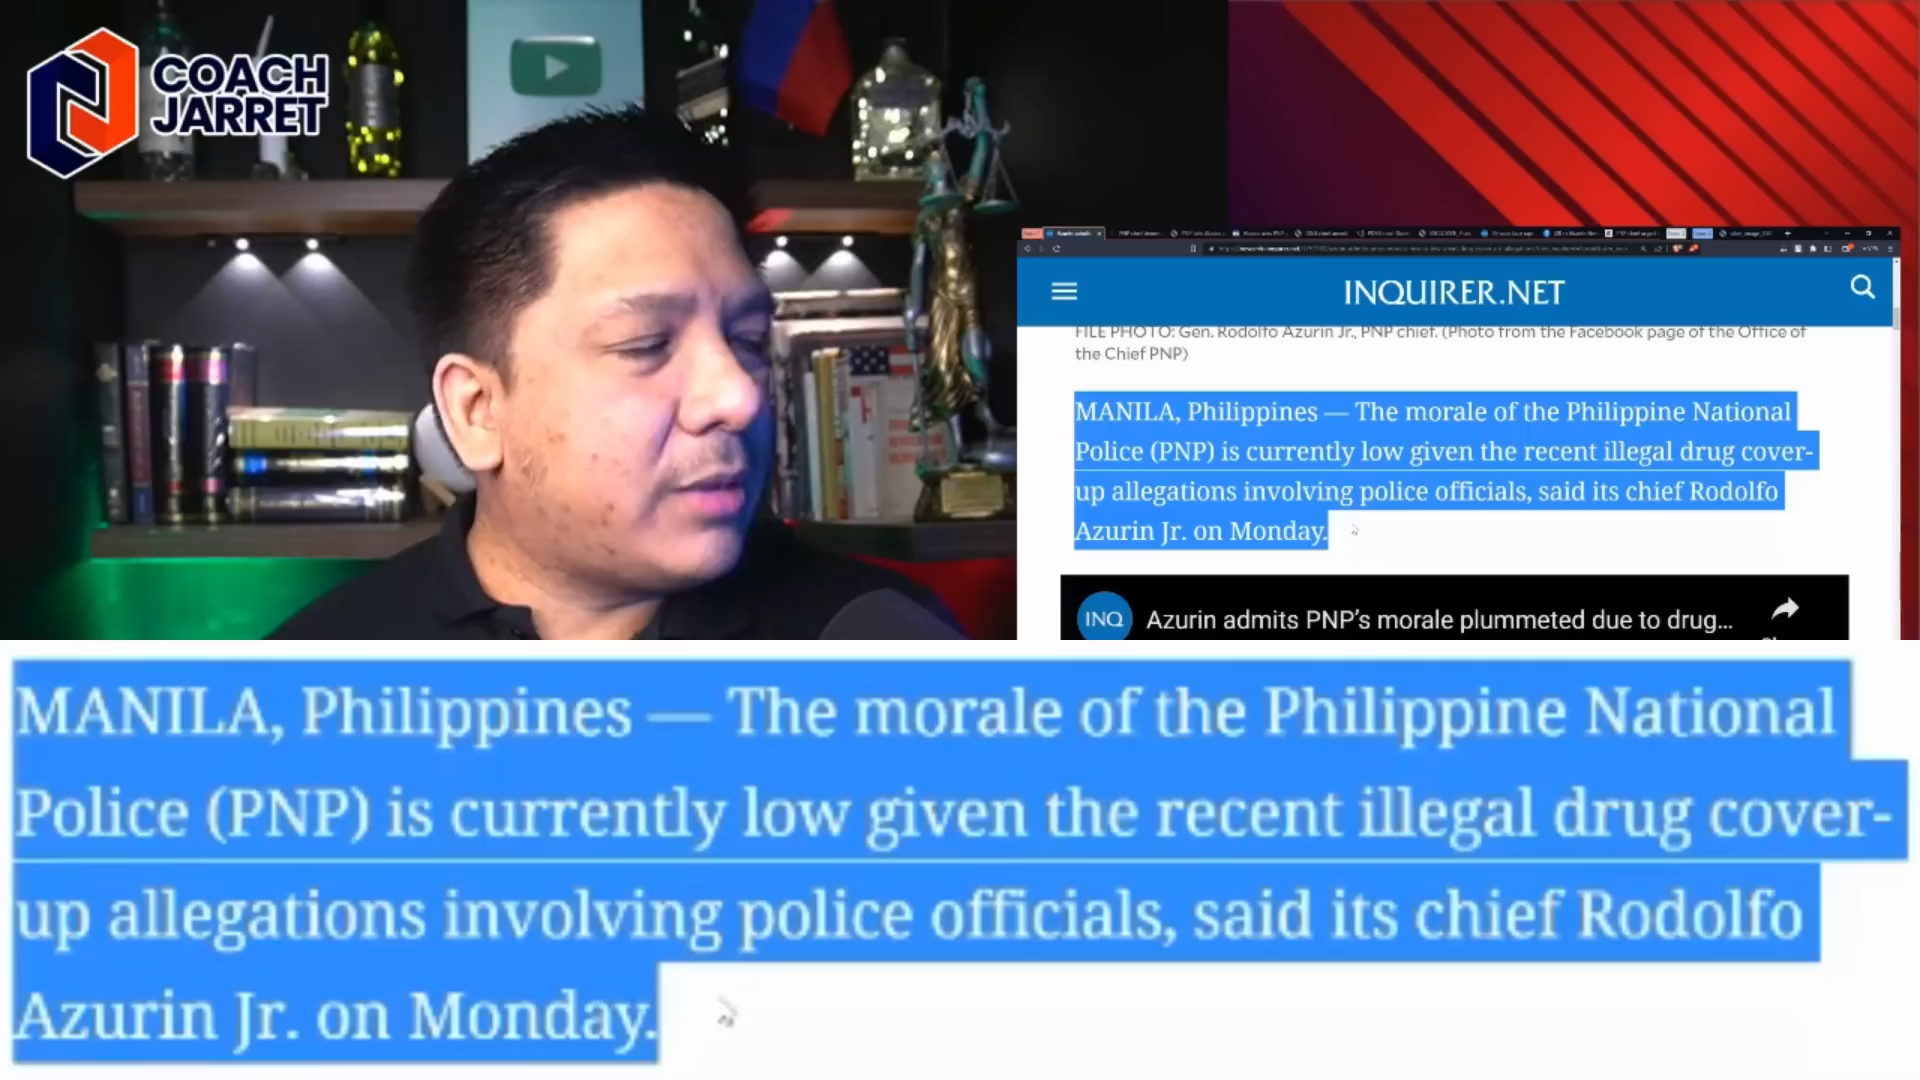 COACH
JARRET
INQUIRER.NET
FILE PHOTO: Gen. Rodolfo Azurin Jr., PNP chief. (Photo from the Facebook page of the Office of
the Chief PNP)
MANILA, Philippines — The morale of the Philippine National
Police (PNP) is currently low given the recent illegal drug cover-
up allegations involving police officials, said its chief Rodolfo
Azurin Jr. on Monday.
INQ
Azurin admits PNP's morale plummeted due to drug...
MANILA, Philippines — The morale of the Philippine National
Police (PNP) is currently low given the recent illegal drug cover-
up allegations involving police officials, said its chief Rodolfo
Azurin Jr. on Monday.